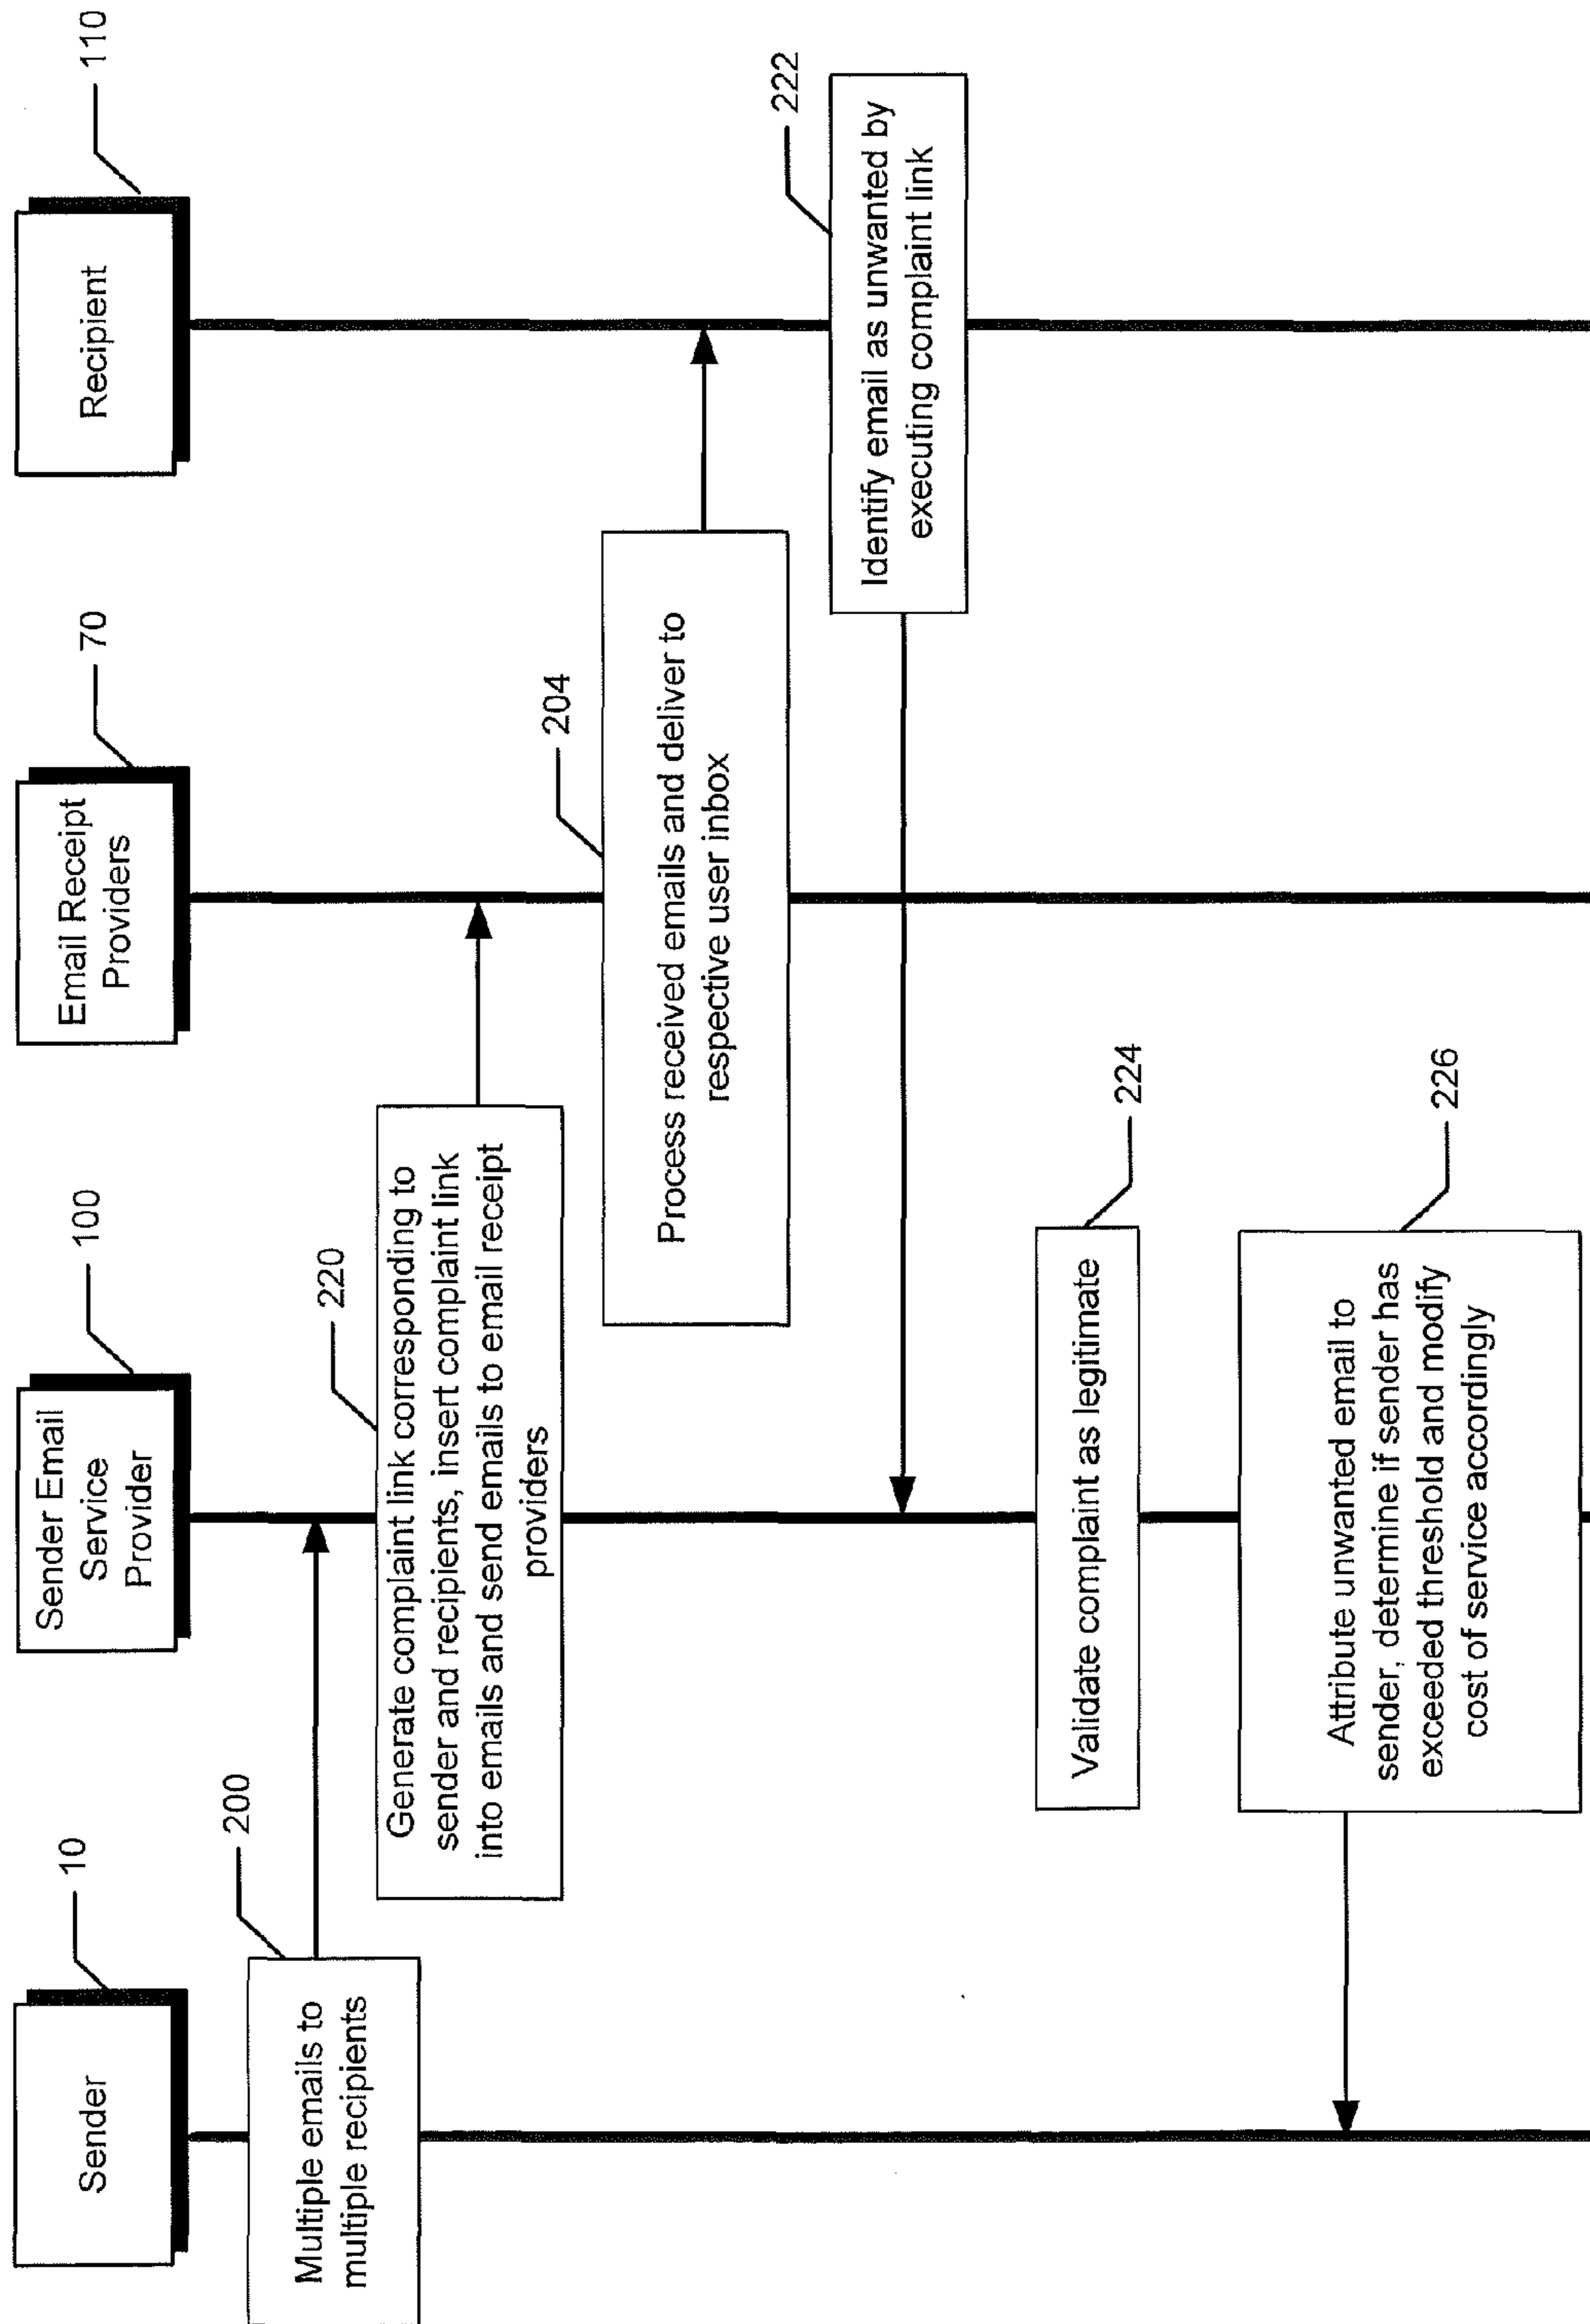 Sender
10
Sender Email
Service
Provider
100
Email Receipt
Providers
70
Recipient
110
Multiple emails to
multiple recipients
200
Generate complaint link corresponding to
sender and recipients, insert complaint link
into emails and send emails to email receipt
providers
220
Process received emails and deliver to
respective user inbox
204
Identify email as unwanted by
executing complaint link
222
Validate complaint as legitimate
224
Attribute unwanted email to
sender, determine if sender has
exceeded threshold and modify
cost of service accordingly
226